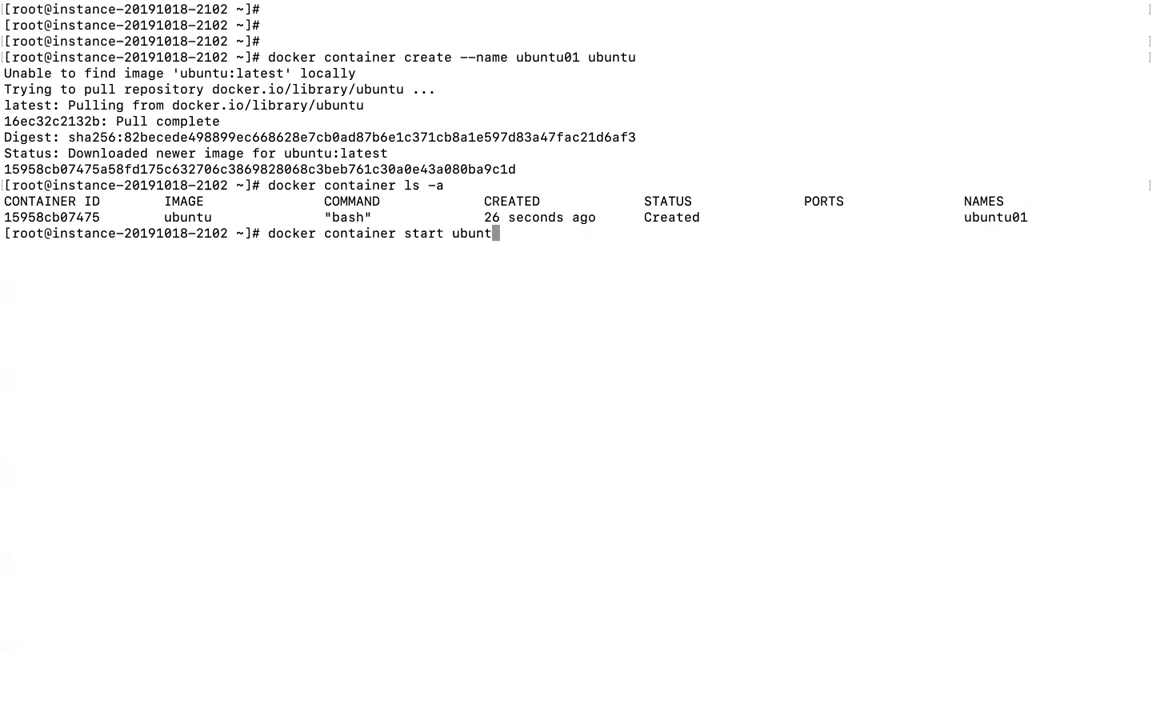 [root@instance-20191018-2102 ~]#
[root@instance-20191018-2102 ~]#
[root@instance-20191018-2102 ~]#
[root@instance-20191018-2102 ~]# docker container create --name ubuntu01 ubuntu
Unable to find image 'ubuntu:latest' locally
Trying to pull repository docker.io/library/ubuntu ...
latest: Pulling from docker.io/library/ubuntu
16ec32c2132b: Pull complete
Digest: sha256:82becede498899ec668628e7cb0ad87b6e1c371cb8a1e597d83a47fac21d6af3
Status: Downloaded newer image for ubuntu:latest
15958cb07475a58fd175c632706c3869828068c3beb761c30a0e43a080ba9c1d
[root@instance-20191018-2102 ~]# docker container ls -a
CONTAINER ID IMAGE COMMAND CREATED STATUS PORTS NAMES
15958cb07475 ubuntu "bash" 26 seconds ago Created ubuntu01
[root@instance-20191018-2102 ~]# docker container start ubunt